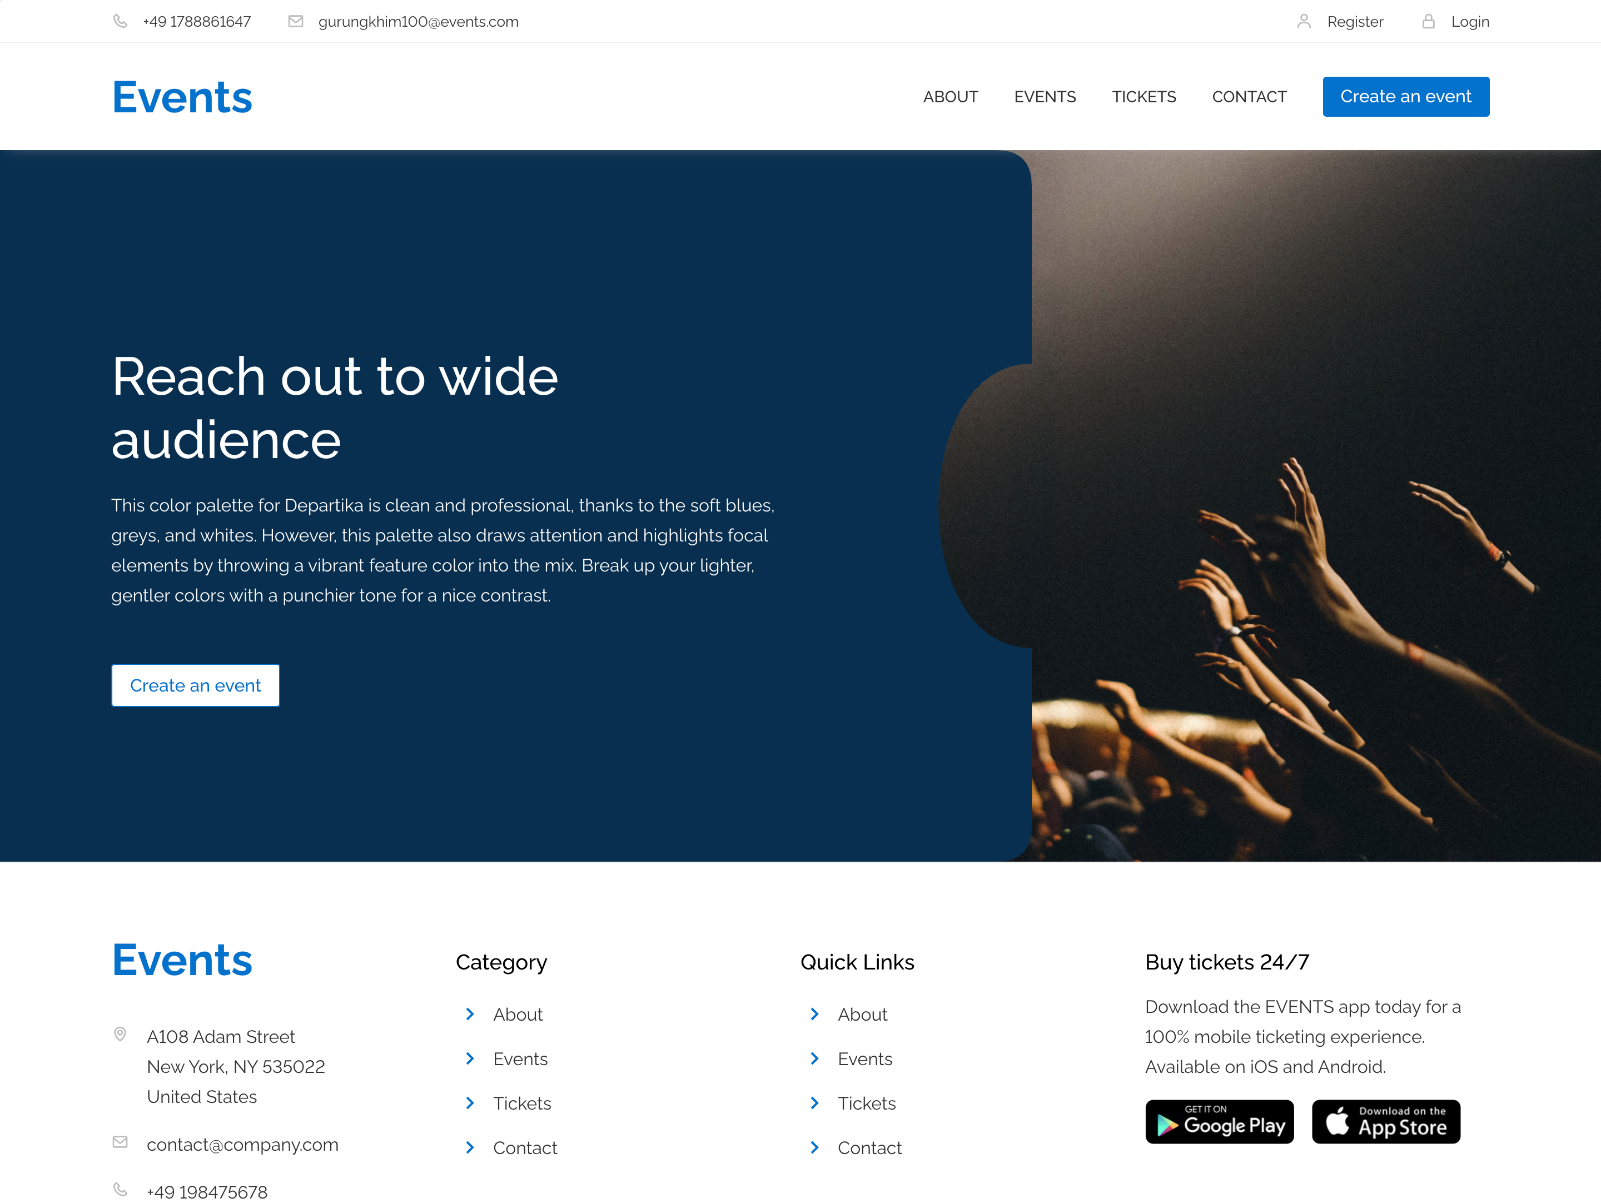 +49 1788861647
gurungkhim100@events.com
Register
Login
Events
ABOUT
EVENTS
TICKETS
CONTACT
Create an event
Reach out to wide
audience
This color palette for Departika is clean and professional, thanks to the soft blues,
greys, and whites. However, this palette also draws attention and highlights focal
elements by throwing a vibrant feature color into the mix. Break up your lighter,
gentler colors with a punchier tone for a nice contrast.
Create an event
Events
A108 Adam Street
New York, NY 535022
United States
contact@company.com
+49 198475678
Category
About
Events
Tickets
Contact
Quick Links
About
Events
Tickets
Contact
Buy tickets 24/7
Download the EVENTS app today for a
100% mobile ticketing experience.
Available on iOS and Android.
GET IT ON
Google Play
Download on the
App Store